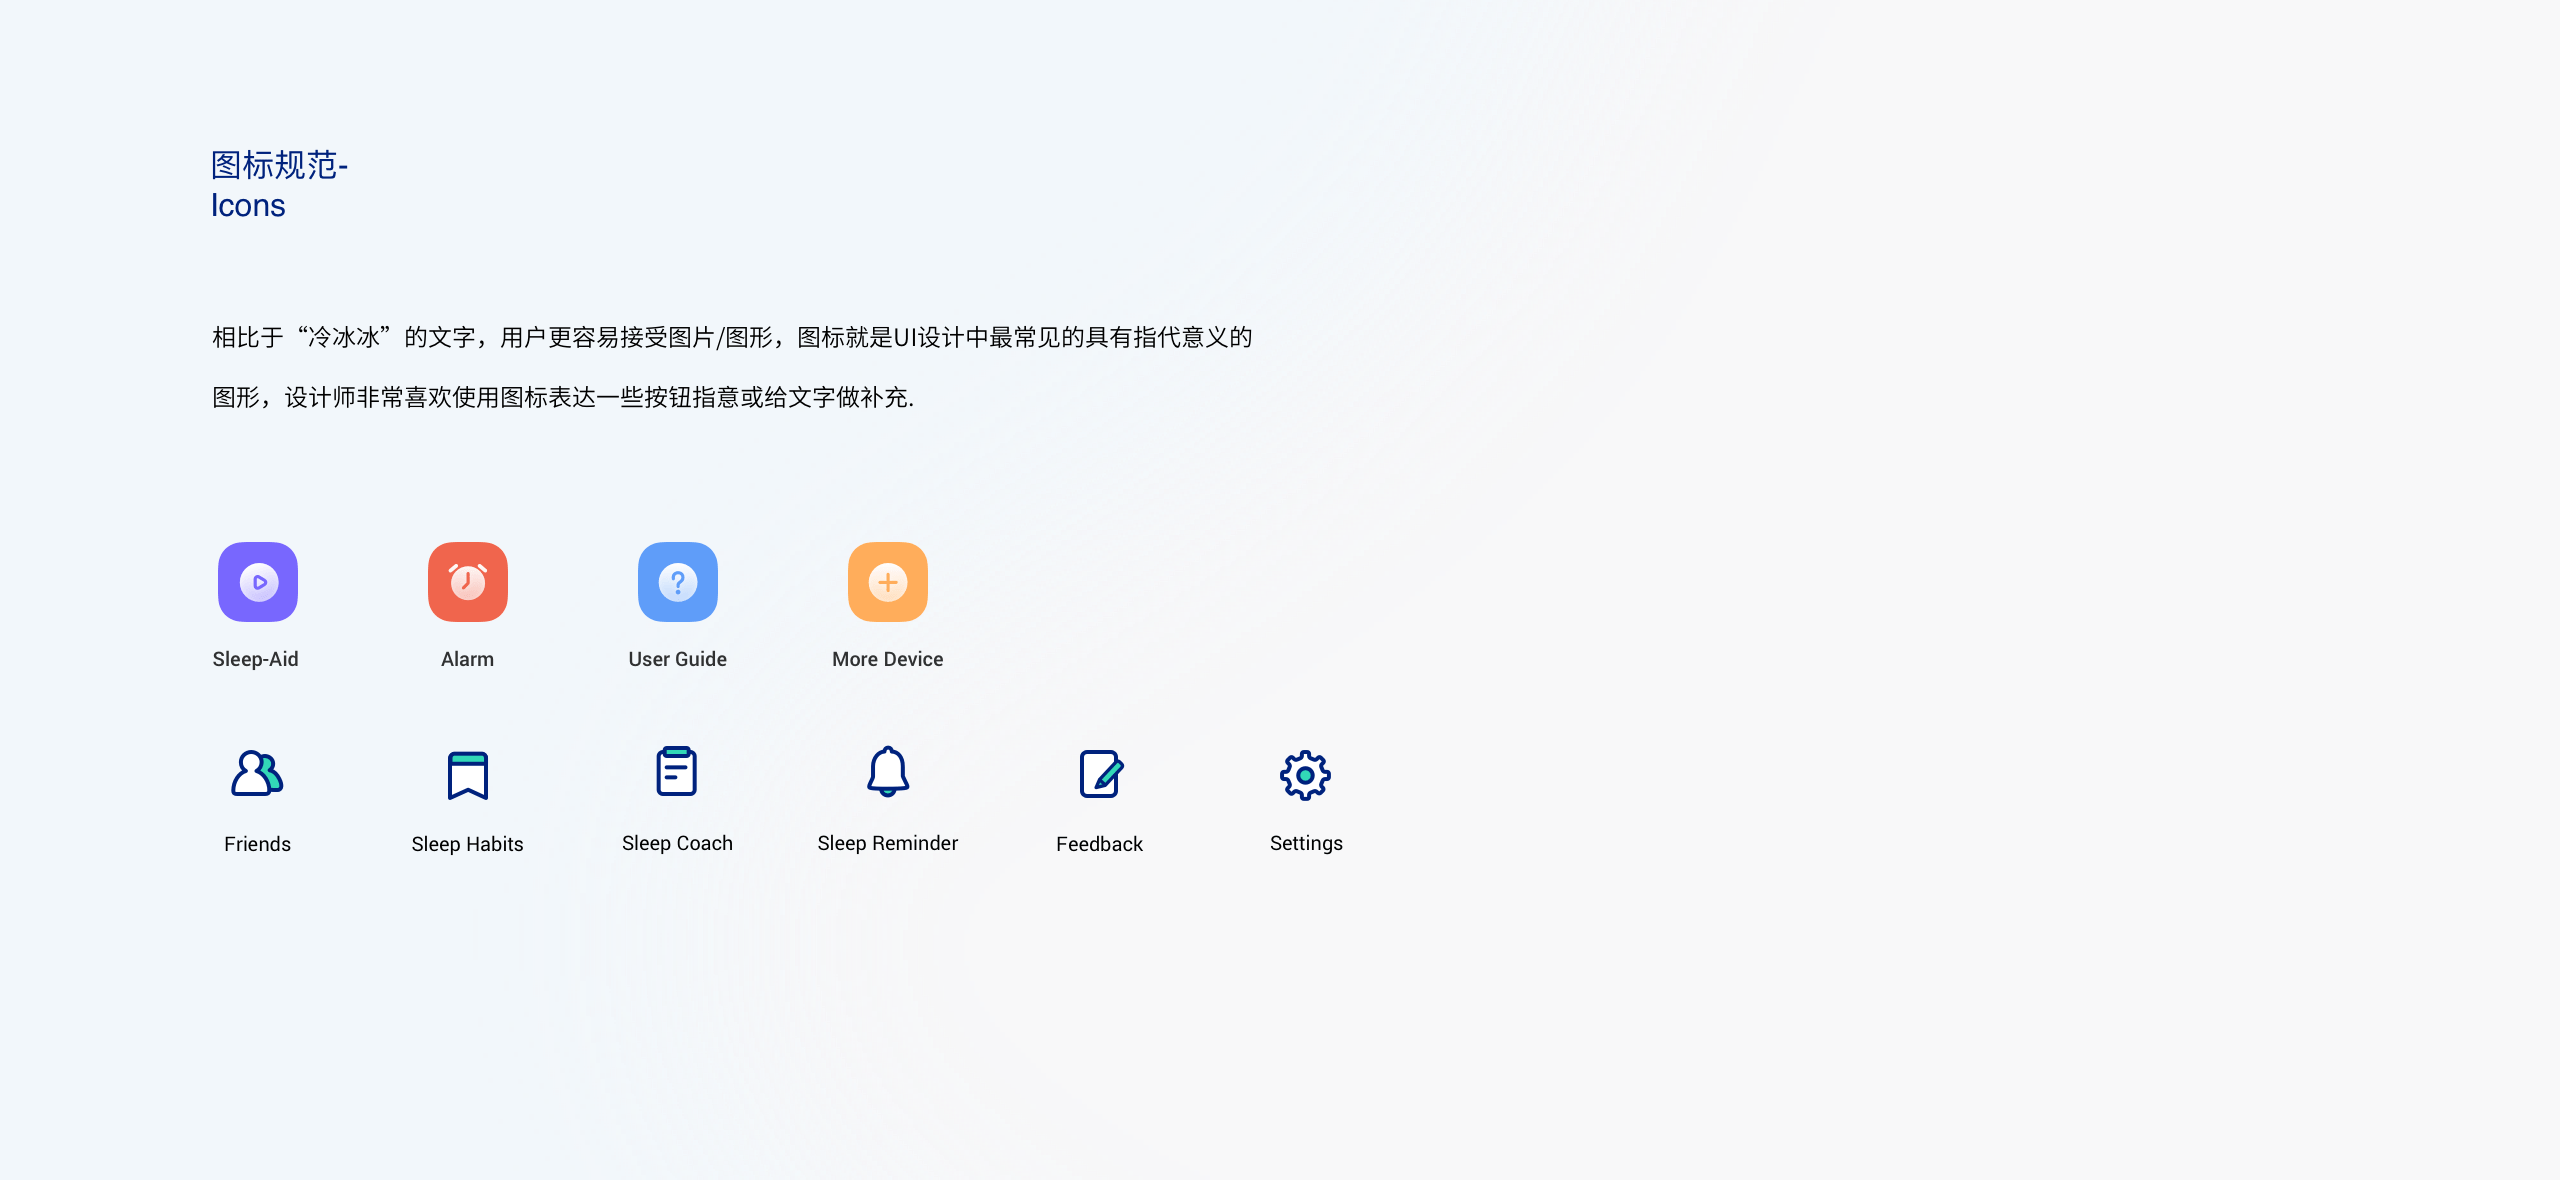 图标规范-
Icons
相比于“冷冰冰”的文字，用户更容易接受图片/图形，图标就是UI设计中最常见的具有指代意义的
图形，设计师非常喜欢使用图标表达一些按钮指意或给文字做补充.
Sleep-Aid
Alarm
User Guide
More Device
Friends
Sleep Habits
Sleep Coach
Sleep Reminder
Feedback
Settings